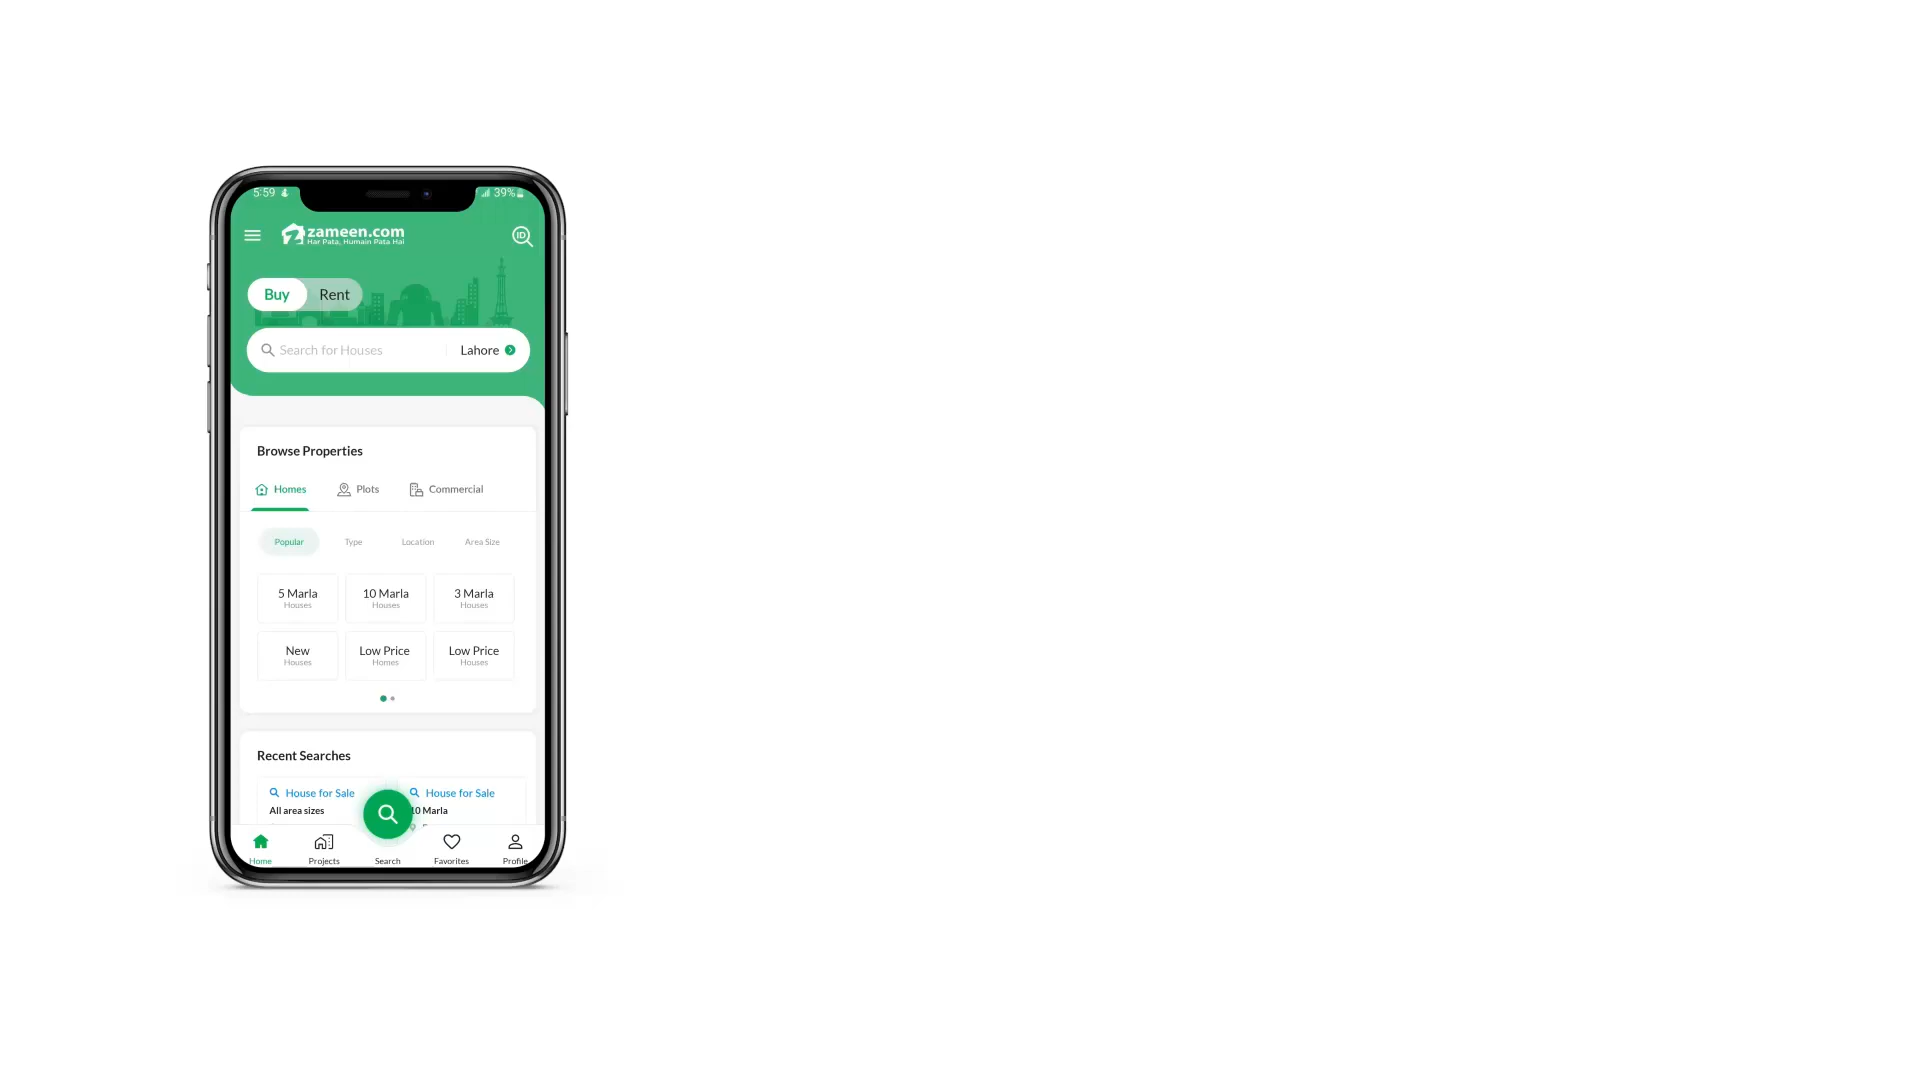 5:59
39%
zameen.com
Har Pata, Humain Pata Hai
ID
Buy Rent
Search for Houses Lahore
Browse Properties
Homes Plots Commercial
Popular Type Location Area Size
5 Marla 10 Marla 3 Marla
Houses Houses Houses
New Low Price Low Price
Houses Homes Houses
Recent Searches
House for Sale House for Sale
All area sizes 10 Marla
Home Projects Search Favorites Profile